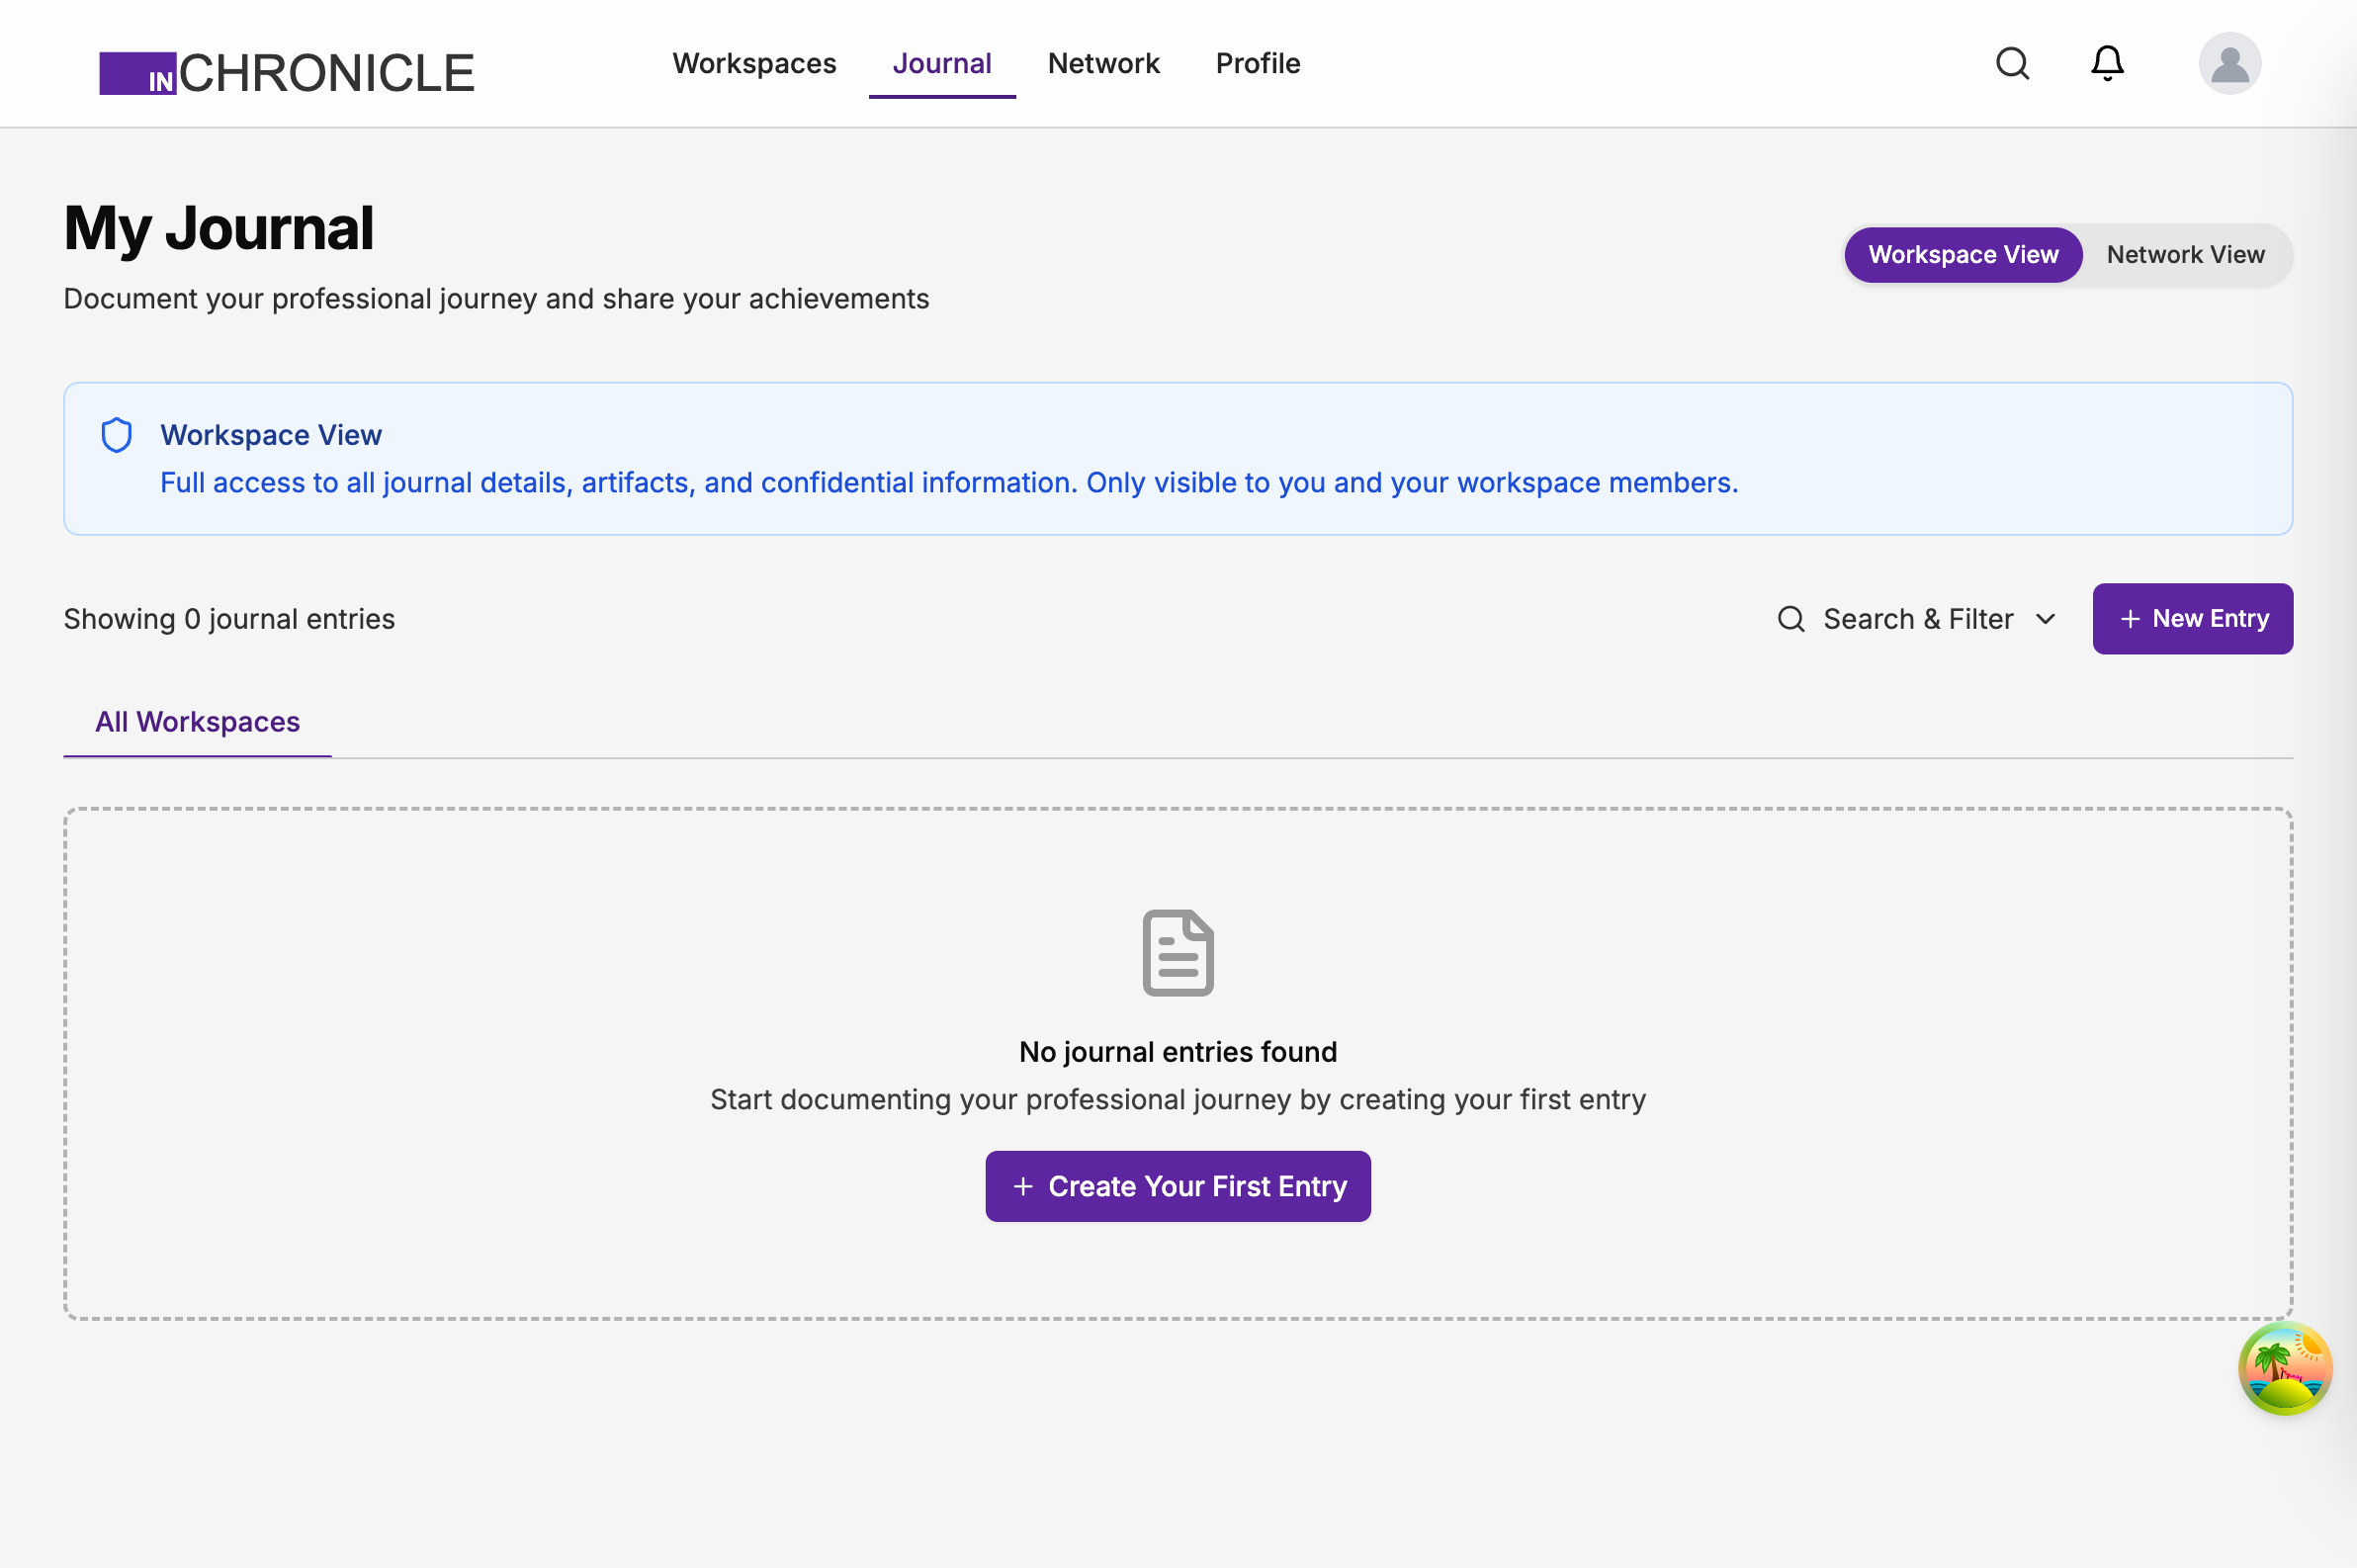 INCHRONICLE
Workspaces
Journal
Network
Profile
My Journal
Document your professional journey and share your achievements
Workspace View
Network View
Workspace View
Full access to all journal details, artifacts, and confidential information. Only visible to you and your workspace members.
Showing 0 journal entries
Search & Filter
+ New Entry
All Workspaces
No journal entries found
Start documenting your professional journey by creating your first entry
+ Create Your First Entry